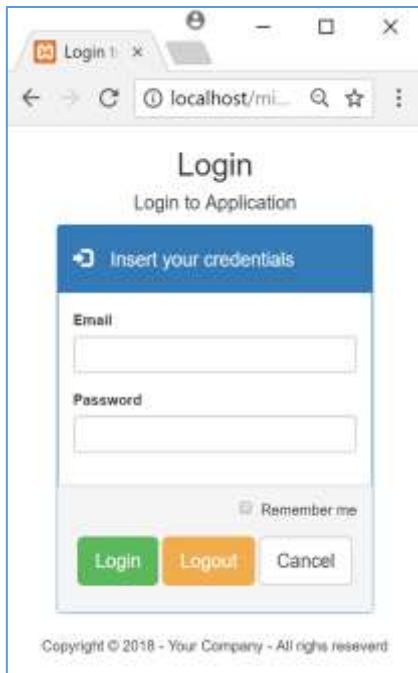 Login t
localhost/mi...
Login
Login to Application
Insert your credentials
Email
Password
Remember me
Login Logout Cancel
Copyright © 2018 - Your Company - All righs reseverd